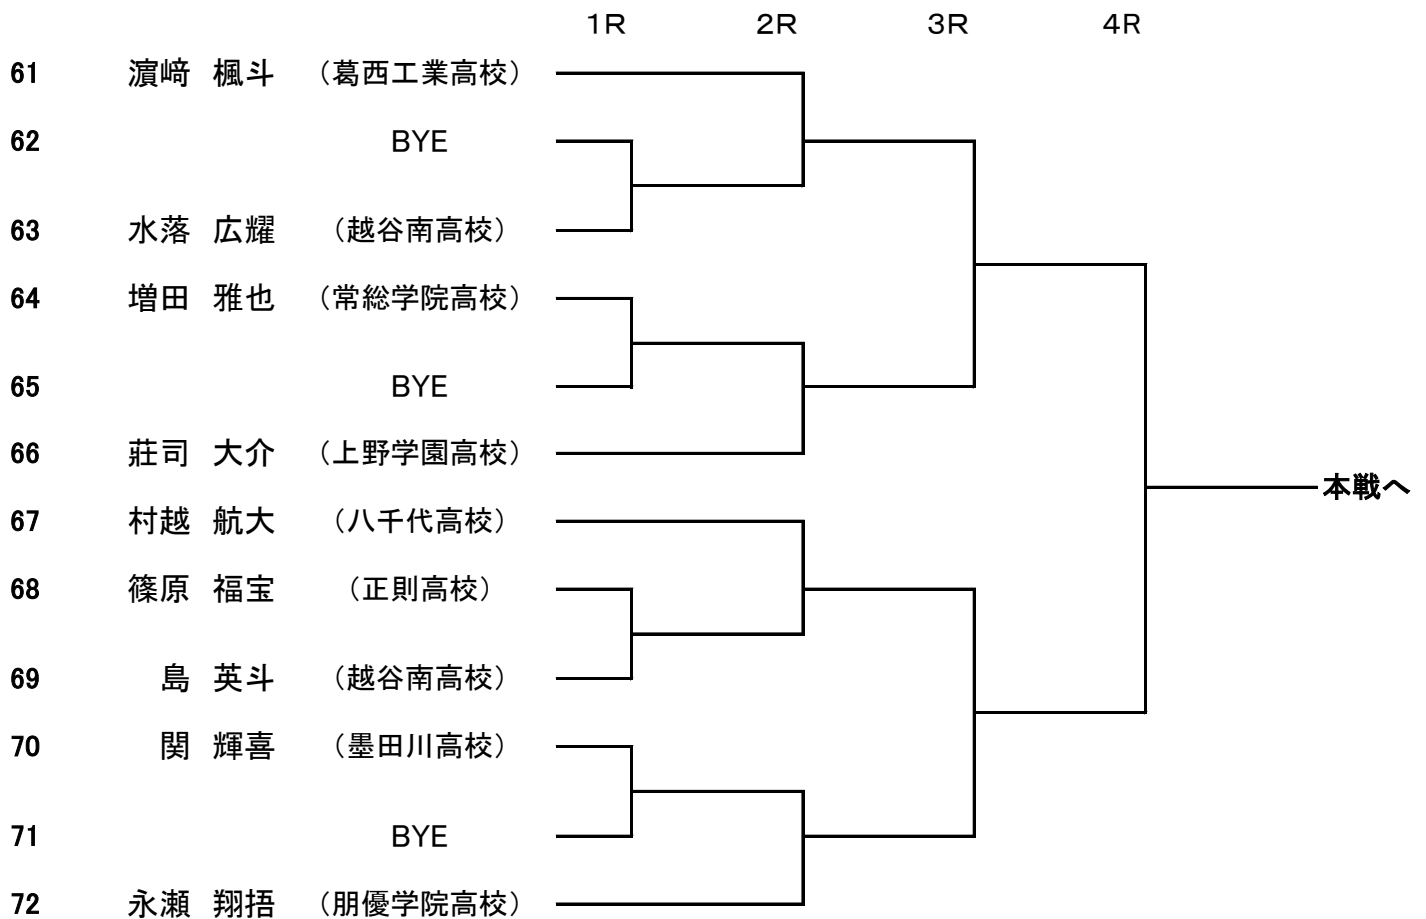 1R 2R 3R 4R
61 濵﨑 楓斗 （葛西工業高校）
62 BYE
63 水落 広耀 （越谷南高校）
64 増田 雅也 （常総学院高校）
65 BYE
66 莊司 大介 （上野学園高校）
本戦へ
67 村越 航大 （八千代高校）
68 篠原 福宝 （正則高校）
69 島 英斗 （越谷南高校）
70 関 輝喜 （墨田川高校）
71 BYE
72 永瀬 翔捂 （朋優学院高校）